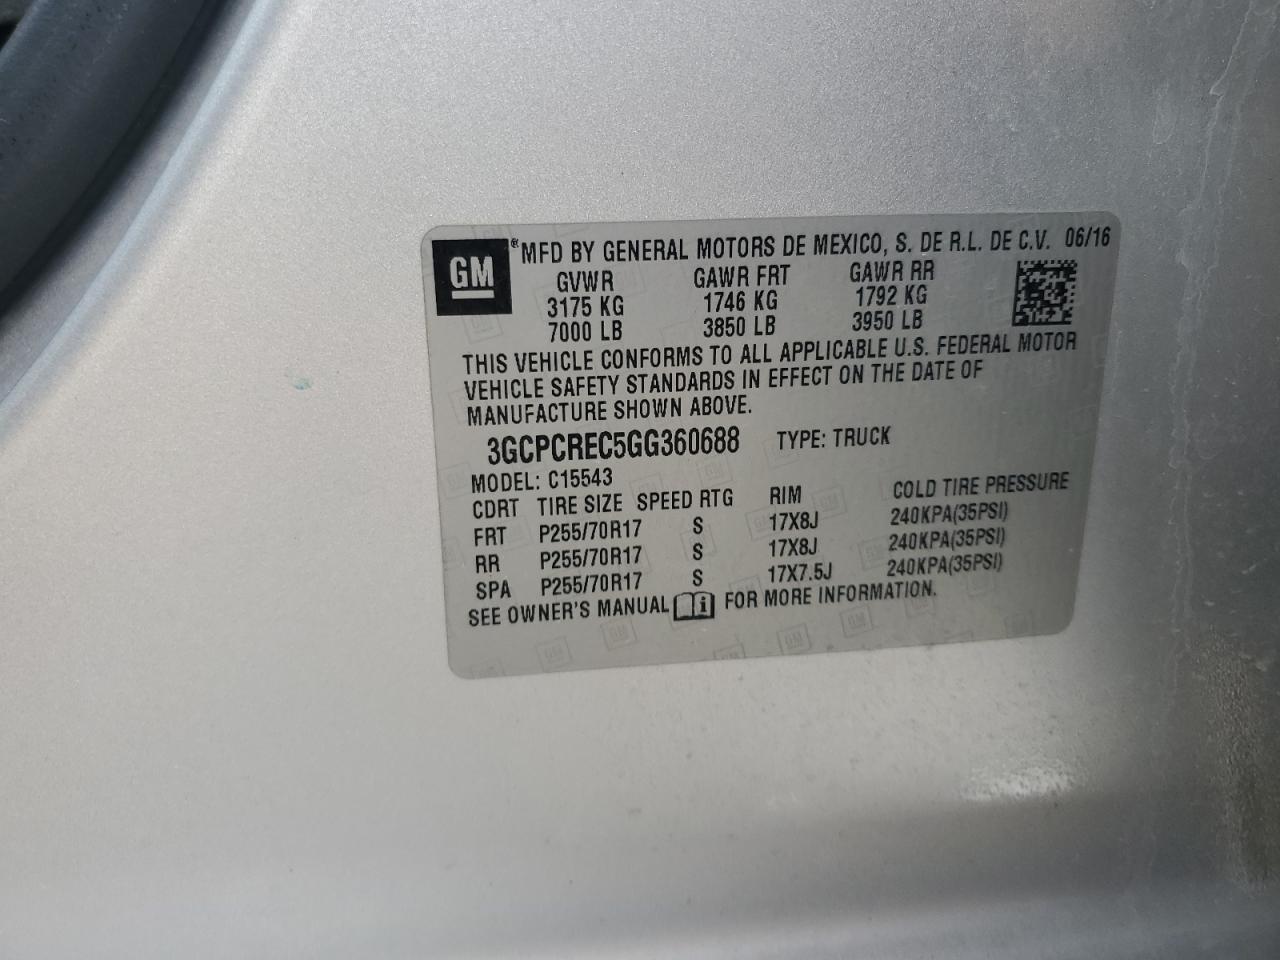 GM ® MFD BY GENERAL MOTORS DE MEXICO, S. DE R.L. DE C.V. 06/16
GVWR GAWR FRT GAWR RR
3175 KG 1746 KG 1792 KG
7000 LB 3850 LB 3950 LB
THIS VEHICLE CONFORMS TO ALL APPLICABLE U.S. FEDERAL MOTOR
VEHICLE SAFETY STANDARDS IN EFFECT ON THE DATE OF
MANUFACTURE SHOWN ABOVE.
3GCPCREC5GG360688 TYPE: TRUCK
MODEL: C15543
CDRT TIRE SIZE SPEED RTG RIM COLD TIRE PRESSURE
FRT P255/70R17 S 17X8J 240KPA(35PSI)
RR P255/70R17 S 17X8J 240KPA(35PSI)
SPA P255/70R17 S 17X7.5J 240KPA(35PSI)
SEE OWNER'S MANUAL i FOR MORE INFORMATION.